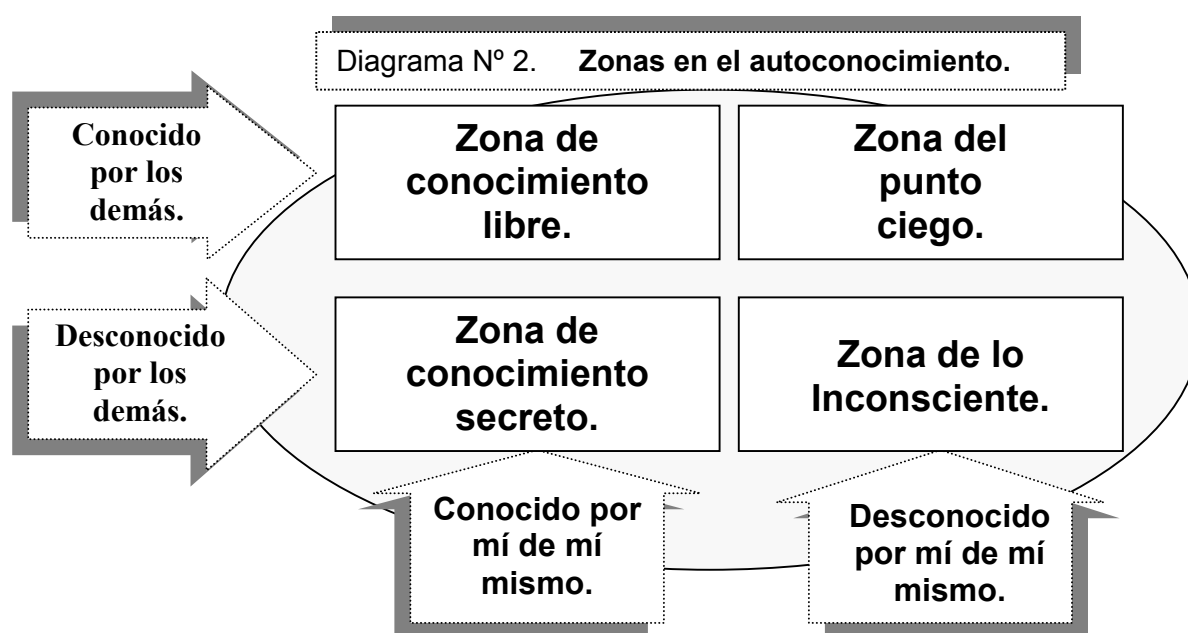 Diagrama Nº 2. Zonas en el autoconocimiento.
Conocido
por los
demás.
Zona de
conocimiento
libre.
Zona del
punto
ciego.
Desconocido
por los
demás.
Zona de
conocimiento
secreto.
Zona de lo
Inconsciente.
Conocido por
mí de mí
mismo.
Desconocido
por mí de mí
mismo.